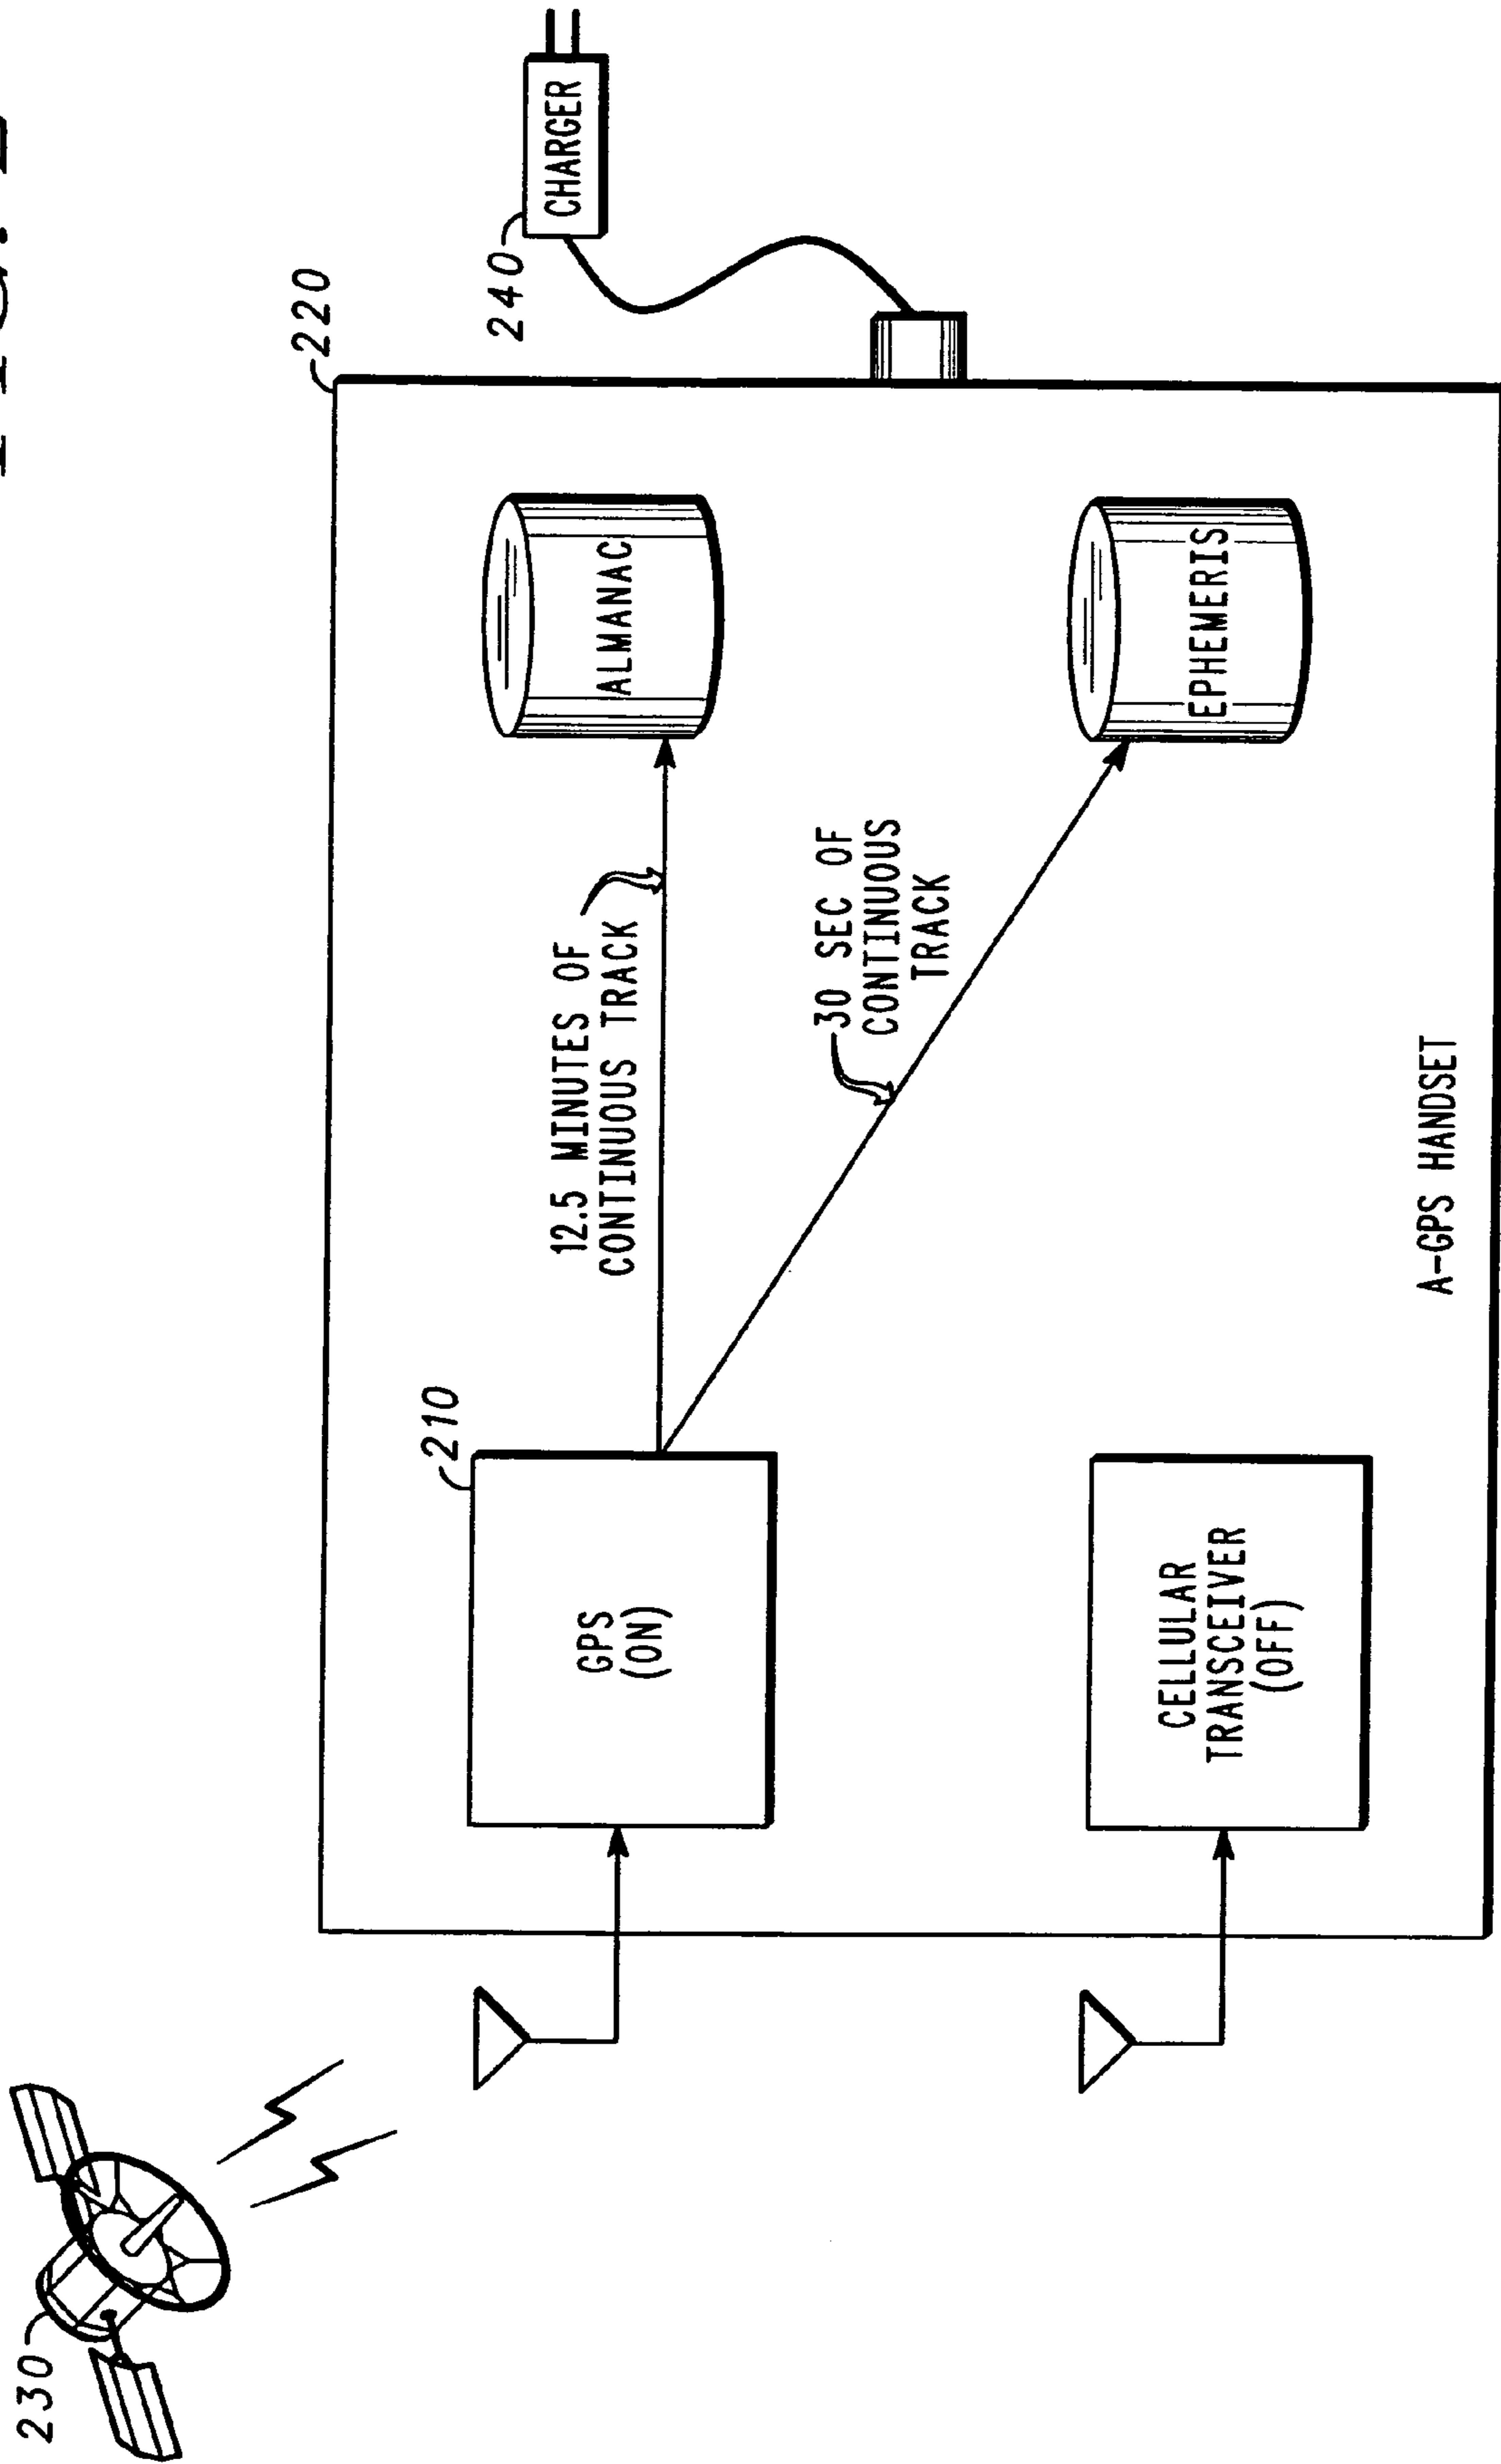 220
230
240
CHARGER
210
GPS
(ON)
12.5 MINUTES OF
CONTINUOUS TRACK
ALMANAC
30 SEC OF
CONTINUOUS
TRACK
CELLULAR
TRANSCEIVER
(OFF)
EPHEMERIS
A-GPS HANDSET